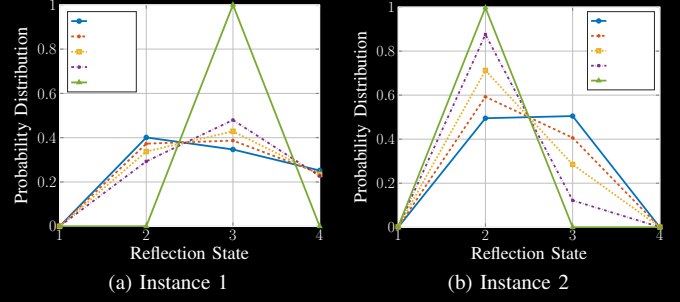 1
0.8
0.6
0.4
0.2
0
Probability Distribution
1 2 3 4
Reflection State
(a) Instance 1
1
0.8
0.6
0.4
0.2
0
Probability Distribution
1 2 3 4
Reflection State
(b) Instance 2